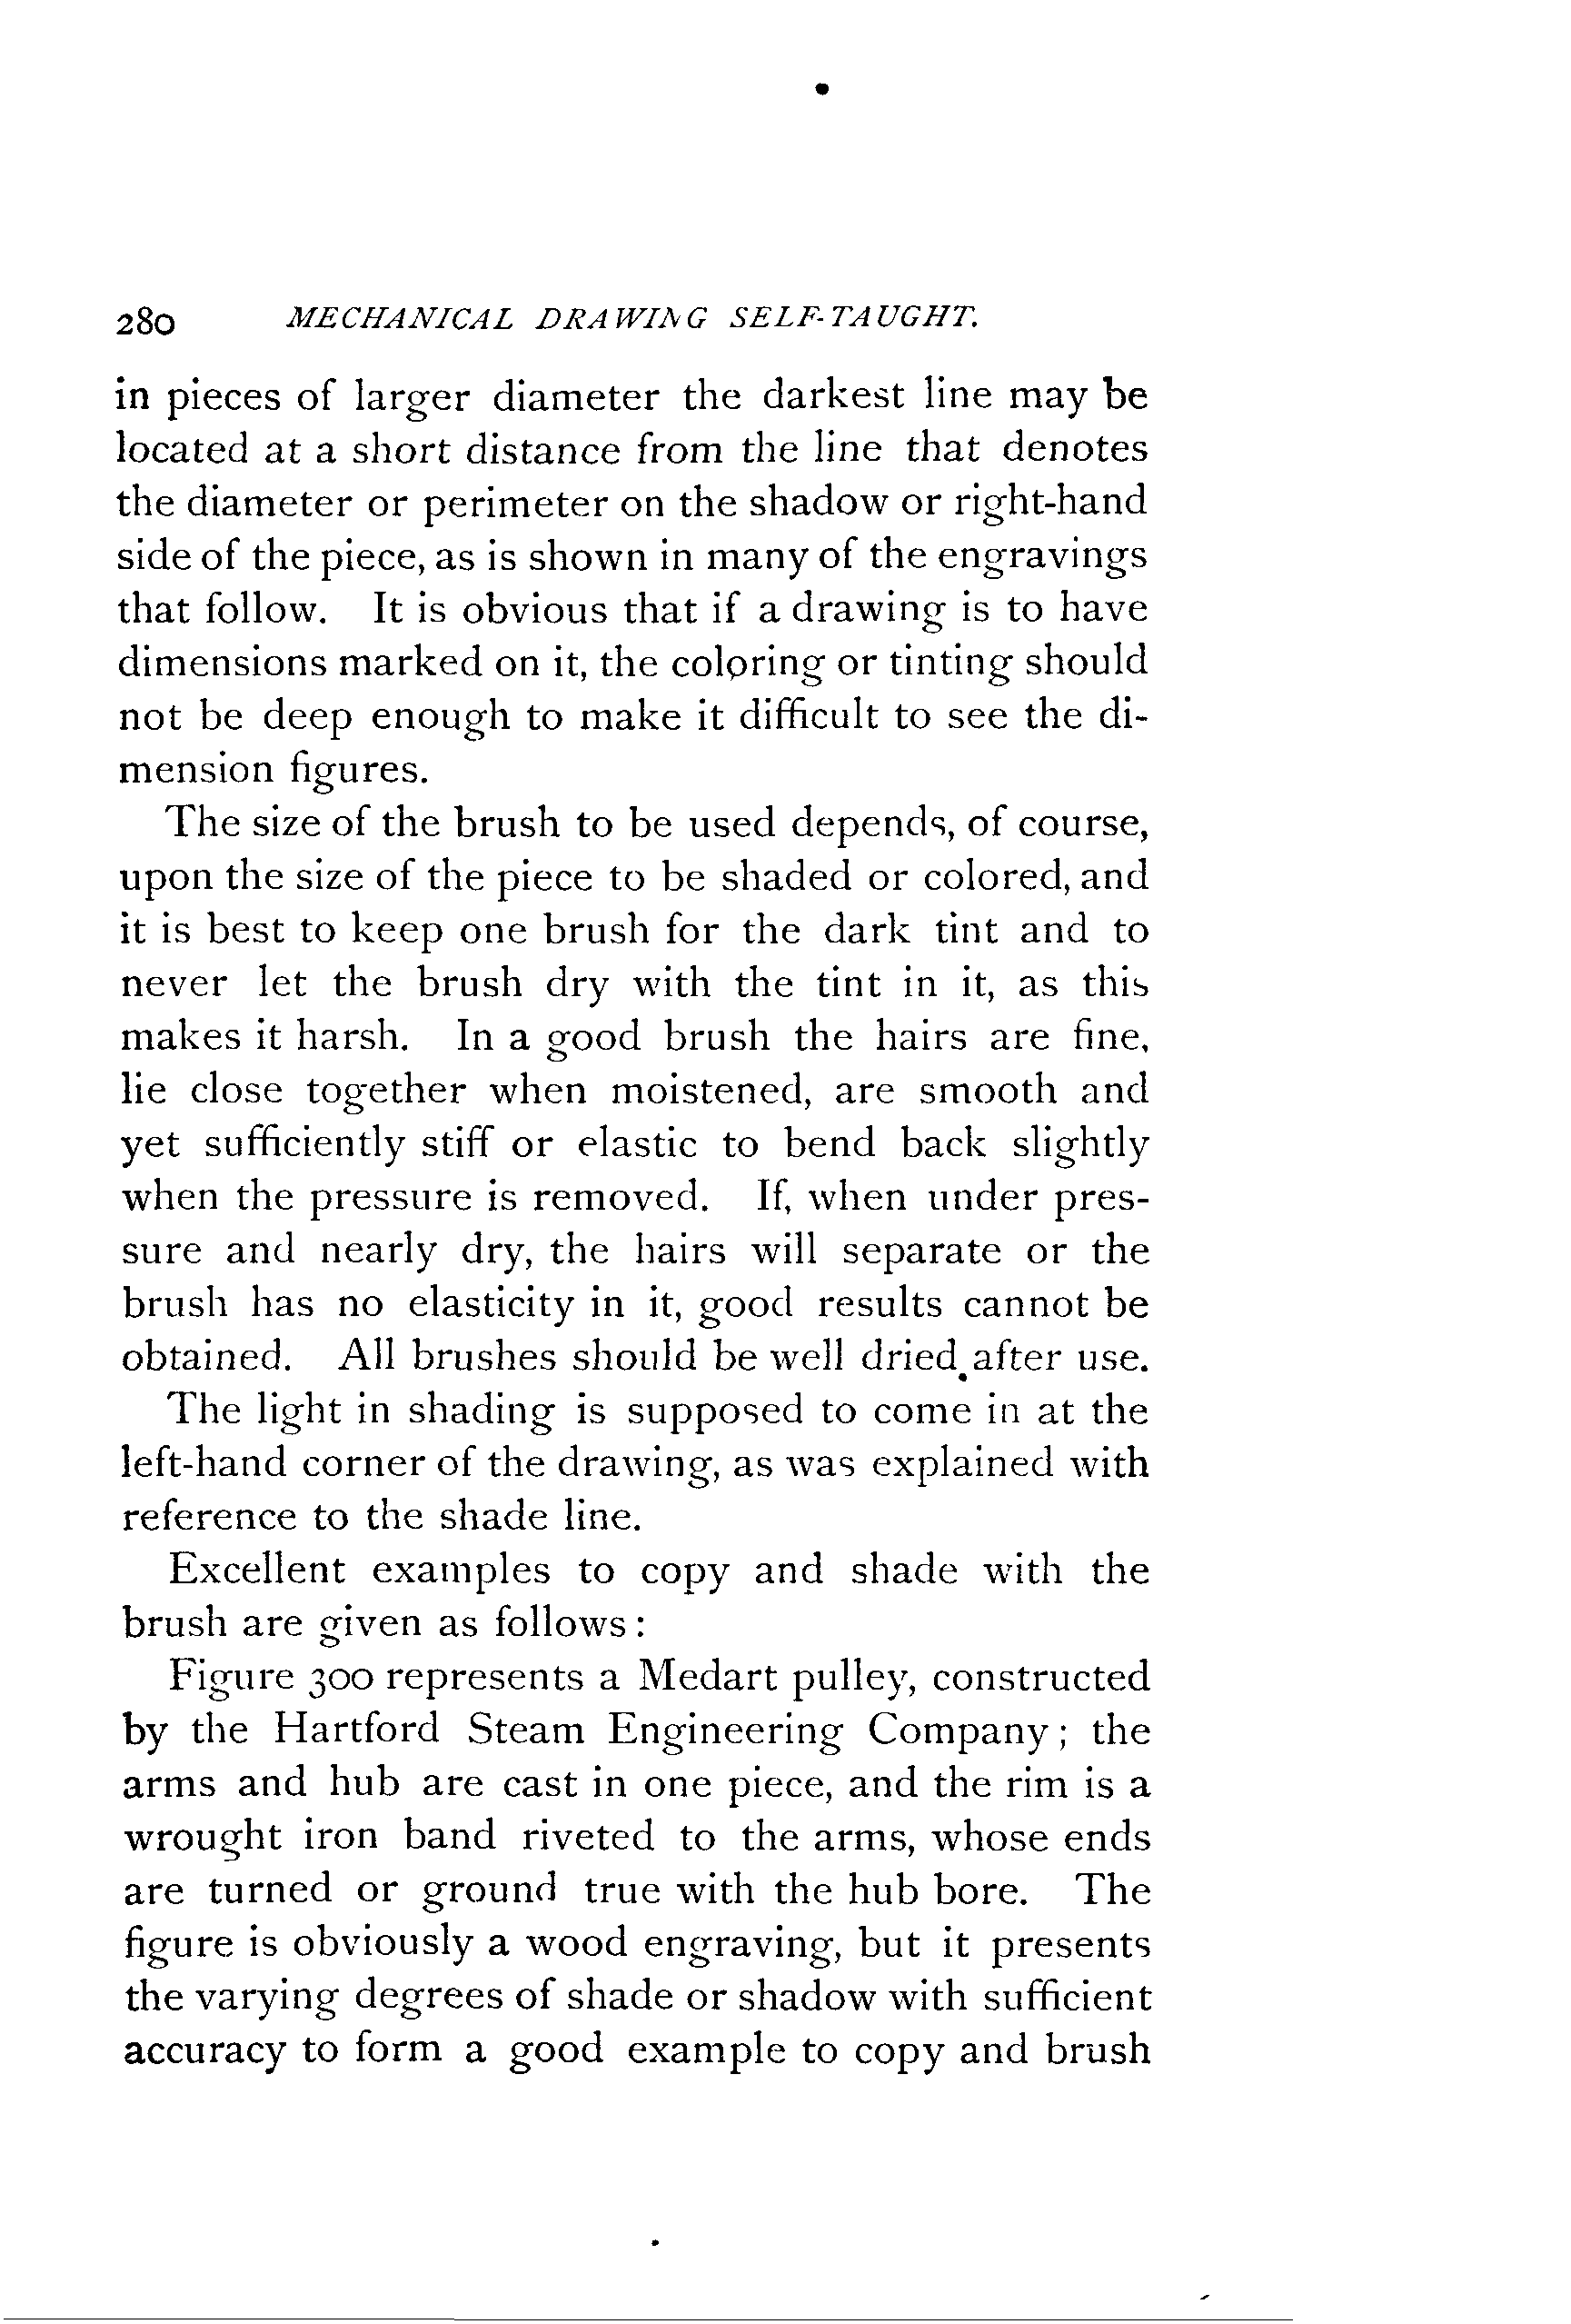 280 MECHANICAL DRAWING SELF-TAUGHT.
in pieces of larger diameter the darkest line may be
located at a short distance from the line that denotes
the diameter or perimeter on the shadow or right-hand
side of the piece, as is shown in many of the engravings
that follow. It is obvious that if a drawing is to have
dimensions marked on it, the coloring or tinting should
not be deep enough to make it difficult to see the di-
mension figures.
The size of the brush to be used depends, of course,
upon the size of the piece to be shaded or colored, and
it is best to keep one brush for the dark tint and to
never let the brush dry with the tint in it, as this
makes it harsh. In a good brush the hairs are fine,
lie close together when moistened, are smooth and
yet sufficiently stiff or elastic to bend back slightly
when the pressure is removed. If, when under pres-
sure and nearly dry, the hairs will separate or the
brush has no elasticity in it, good results cannot be
obtained. All brushes should be well dried after use.
The light in shading is supposed to come in at the
left-hand corner of the drawing, as was explained with
reference to the shade line.
Excellent examples to copy and shade with the
brush are given as follows:
Figure 300 represents a Medart pulley, constructed
by the Hartford Steam Engineering Company; the
arms and hub are cast in one piece, and the rim is a
wrought iron band riveted to the arms, whose ends
are turned or ground true with the hub bore. The
figure is obviously a wood engraving, but it presents
the varying degrees of shade or shadow with sufficient
accuracy to form a good example to copy and brush